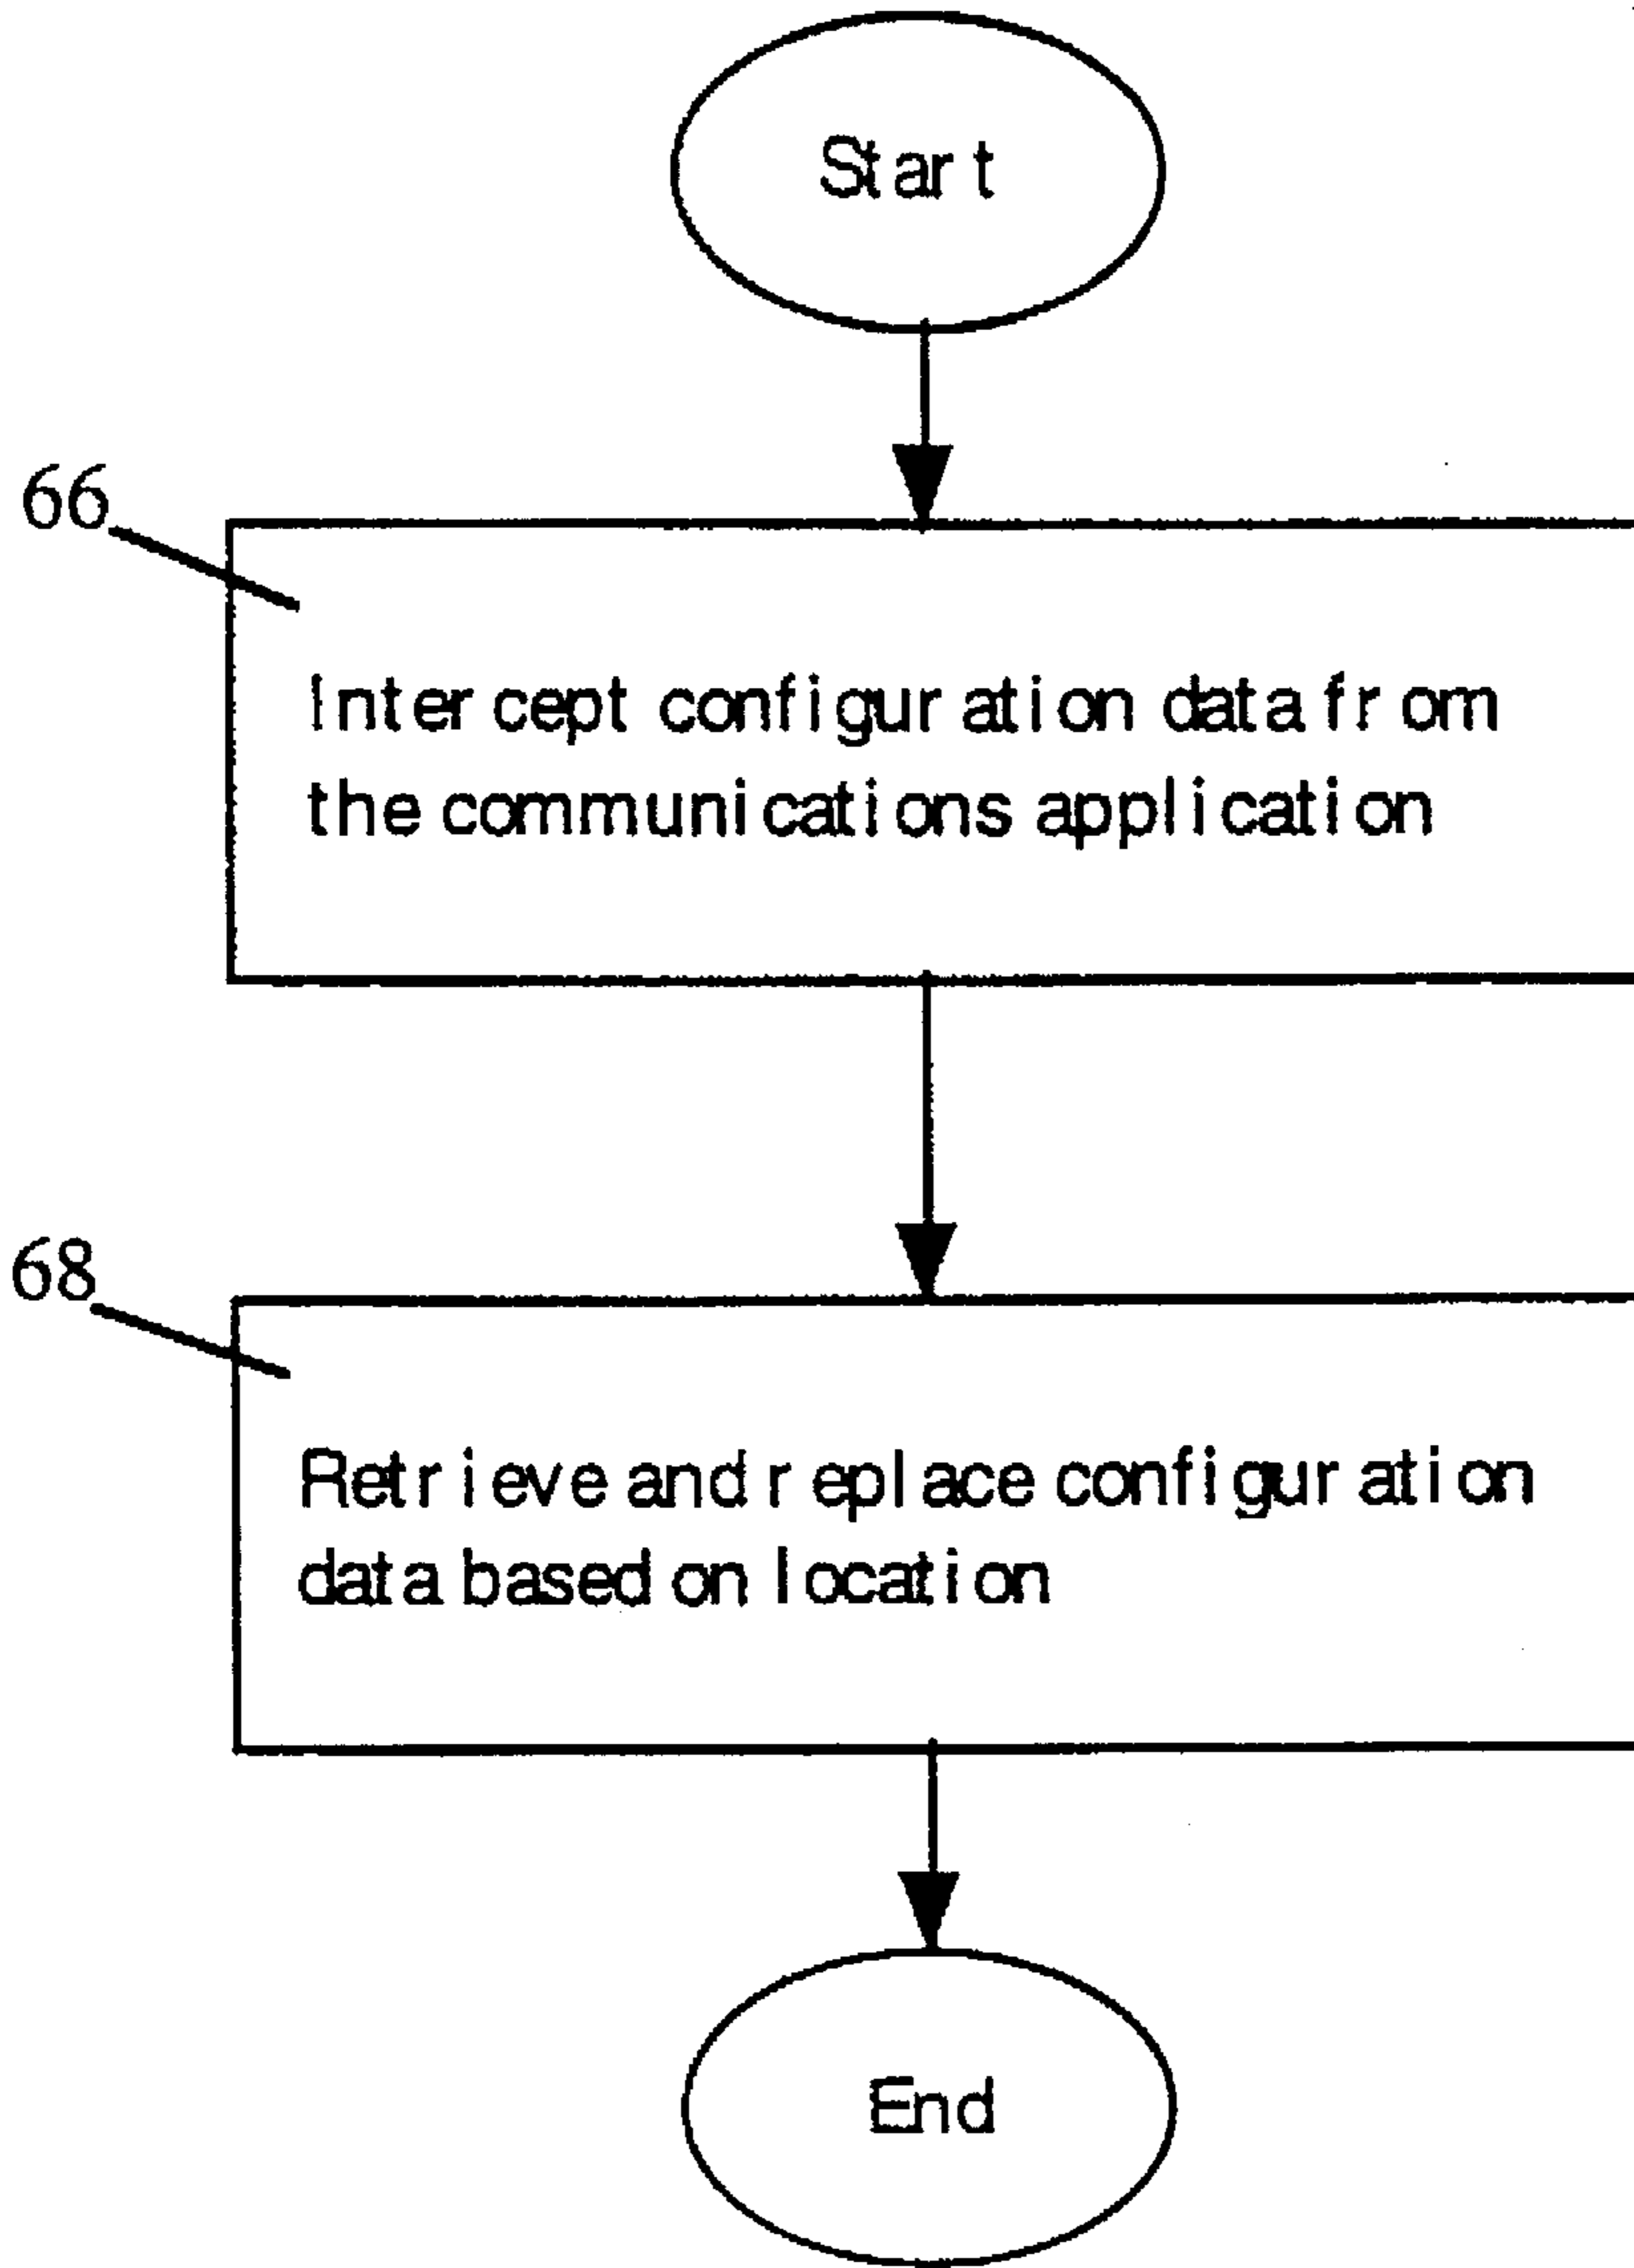 Start
66
Intercept configuration data from
the communications application
68
Retrieve and replace configuration
data based on location
End